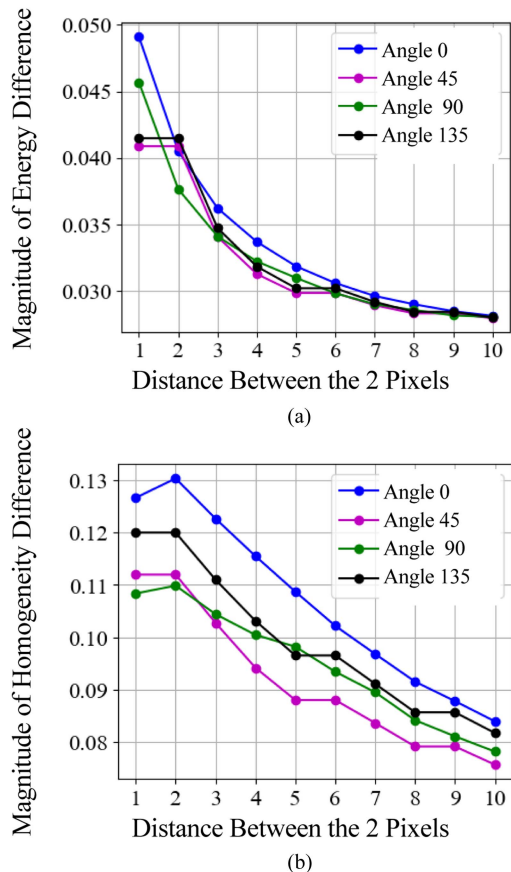 Magnitude of Energy Difference
0.050
0.045
0.040
0.035
0.030
Angle 0
Angle 45
Angle 90
Angle 135
1 2 3 4 5 6 7 8 9 10
Distance Between the 2 Pixels
(a)
Magnitude of Homogeneity Difference
0.13
0.12
0.11
0.10
0.09
0.08
Angle 0
Angle 45
Angle 90
Angle 135
1 2 3 4 5 6 7 8 9 10
Distance Between the 2 Pixels
(b)